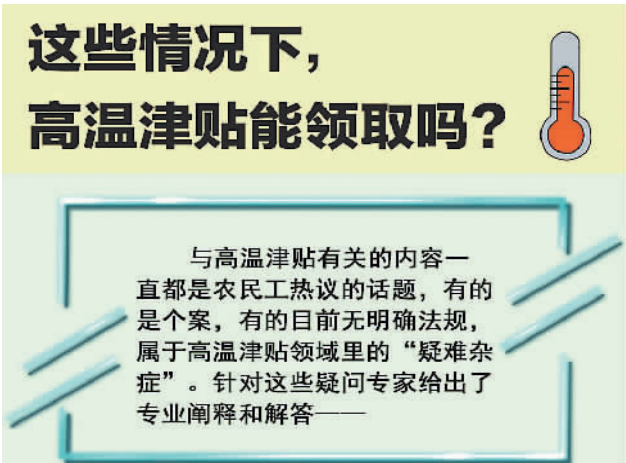 这些情况下，
高温津贴能领取吗？
与高温津贴有关的内容一
直都是农民工热议的话题，有的
是个案，有的目前无明确法规，
属于高温津贴领域里的“疑难杂
症”。针对这些疑问专家给出了
专业阐释和解答——